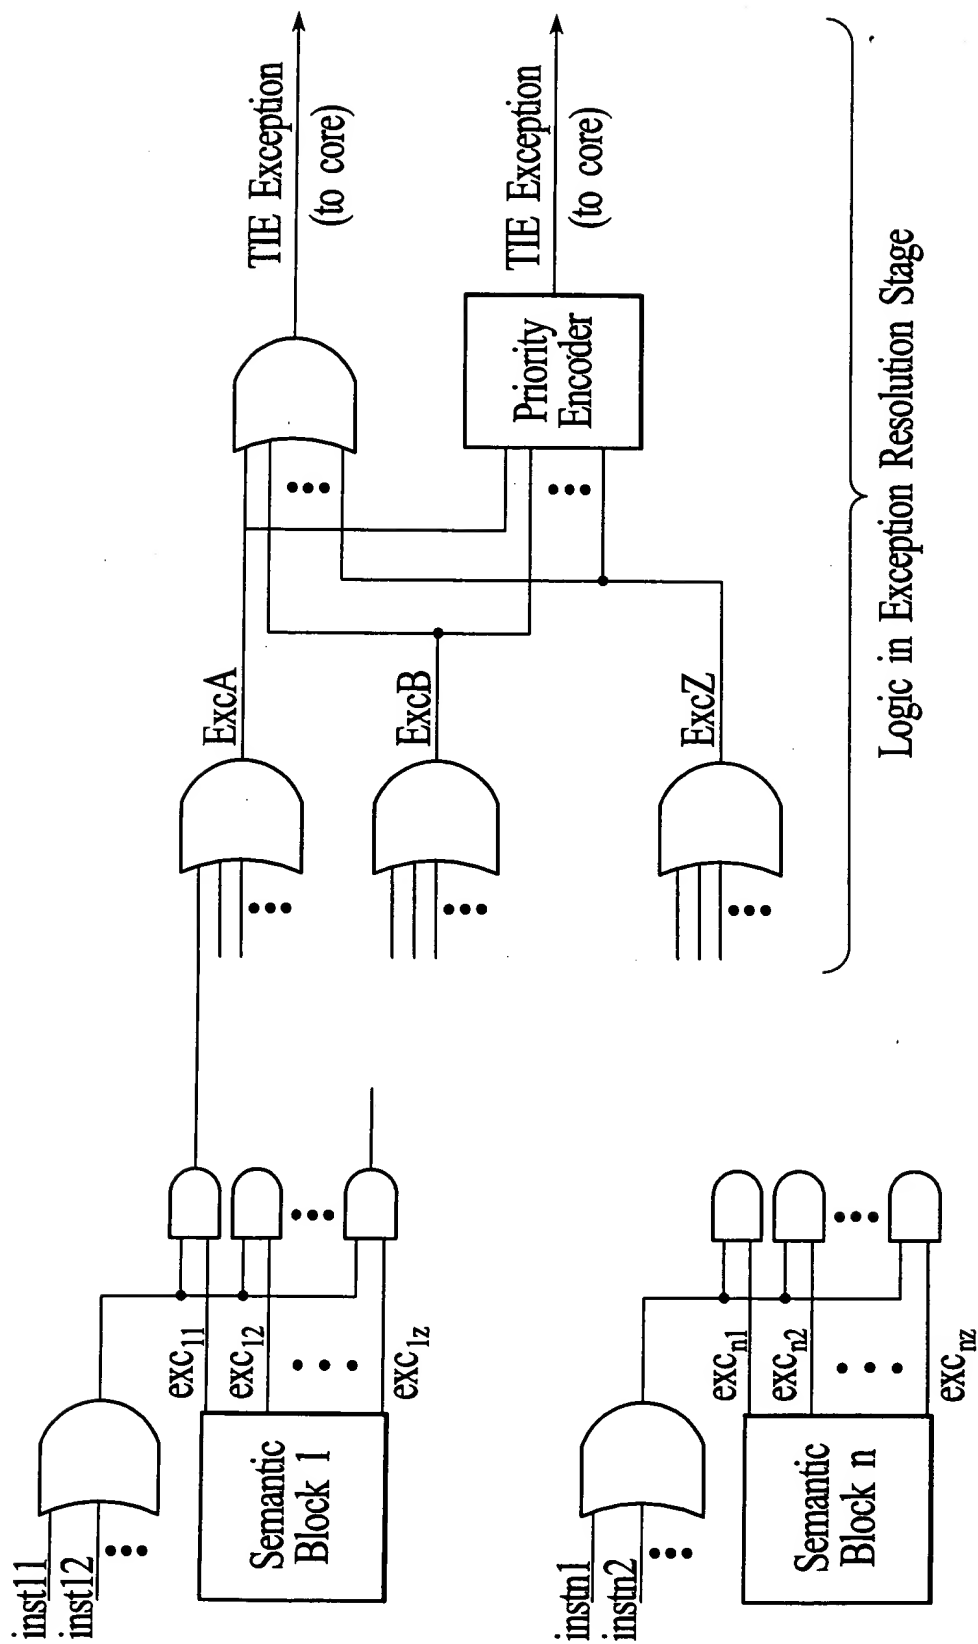 inst11
inst12
Semantic
Block 1
exc11
exc12
exc1z
instn1
instn2
Semantic
Block n
excn1
excn2
excnz
ExcA
ExcB
ExcZ
Priority
Encoder
TIE Exception
(to core)
TIE Exception
(to core)
Logic in Exception Resolution Stage